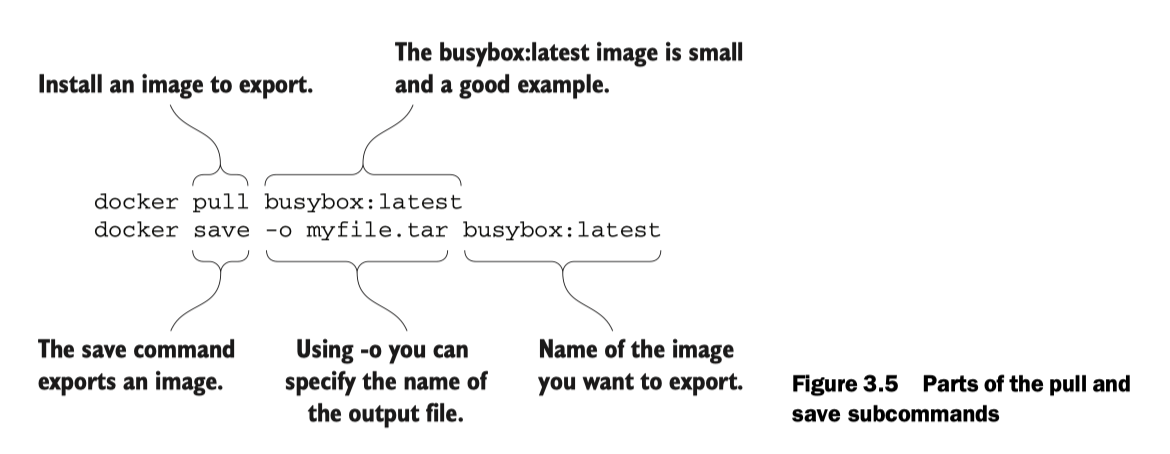 The busybox:latest image is small
and a good example.
Install an image to export.
docker pull busybox:latest
docker save -o myfile.tar busybox:latest
The save command
exports an image.
Using -o you can
specify the name of
the output file.
Name of the image
you want to export.
Figure 3.5 Parts of the pull and
save subcommands